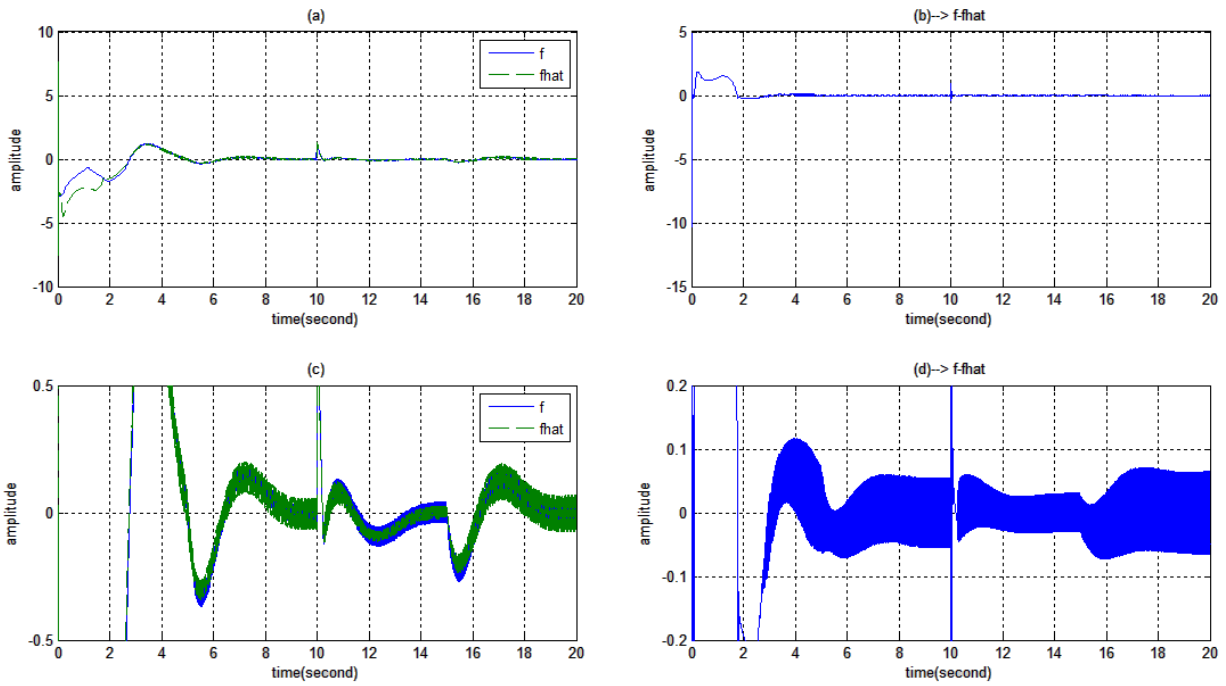 (a)
10
5
0
-5
-10
amplitude
f
fhat
0 2 4 6 8 10 12 14 16 18 20
time(second)
(b)--> f-fhat
5
0
-5
-10
-15
amplitude
0 2 4 6 8 10 12 14 16 18 20
time(second)
(c)
0.5
0
-0.5
amplitude
f
fhat
0 2 4 6 8 10 12 14 16 18 20
time(second)
(d)--> f-fhat
0.2
0.1
0
-0.1
-0.2
amplitude
0 2 4 6 8 10 12 14 16 18 20
time(second)